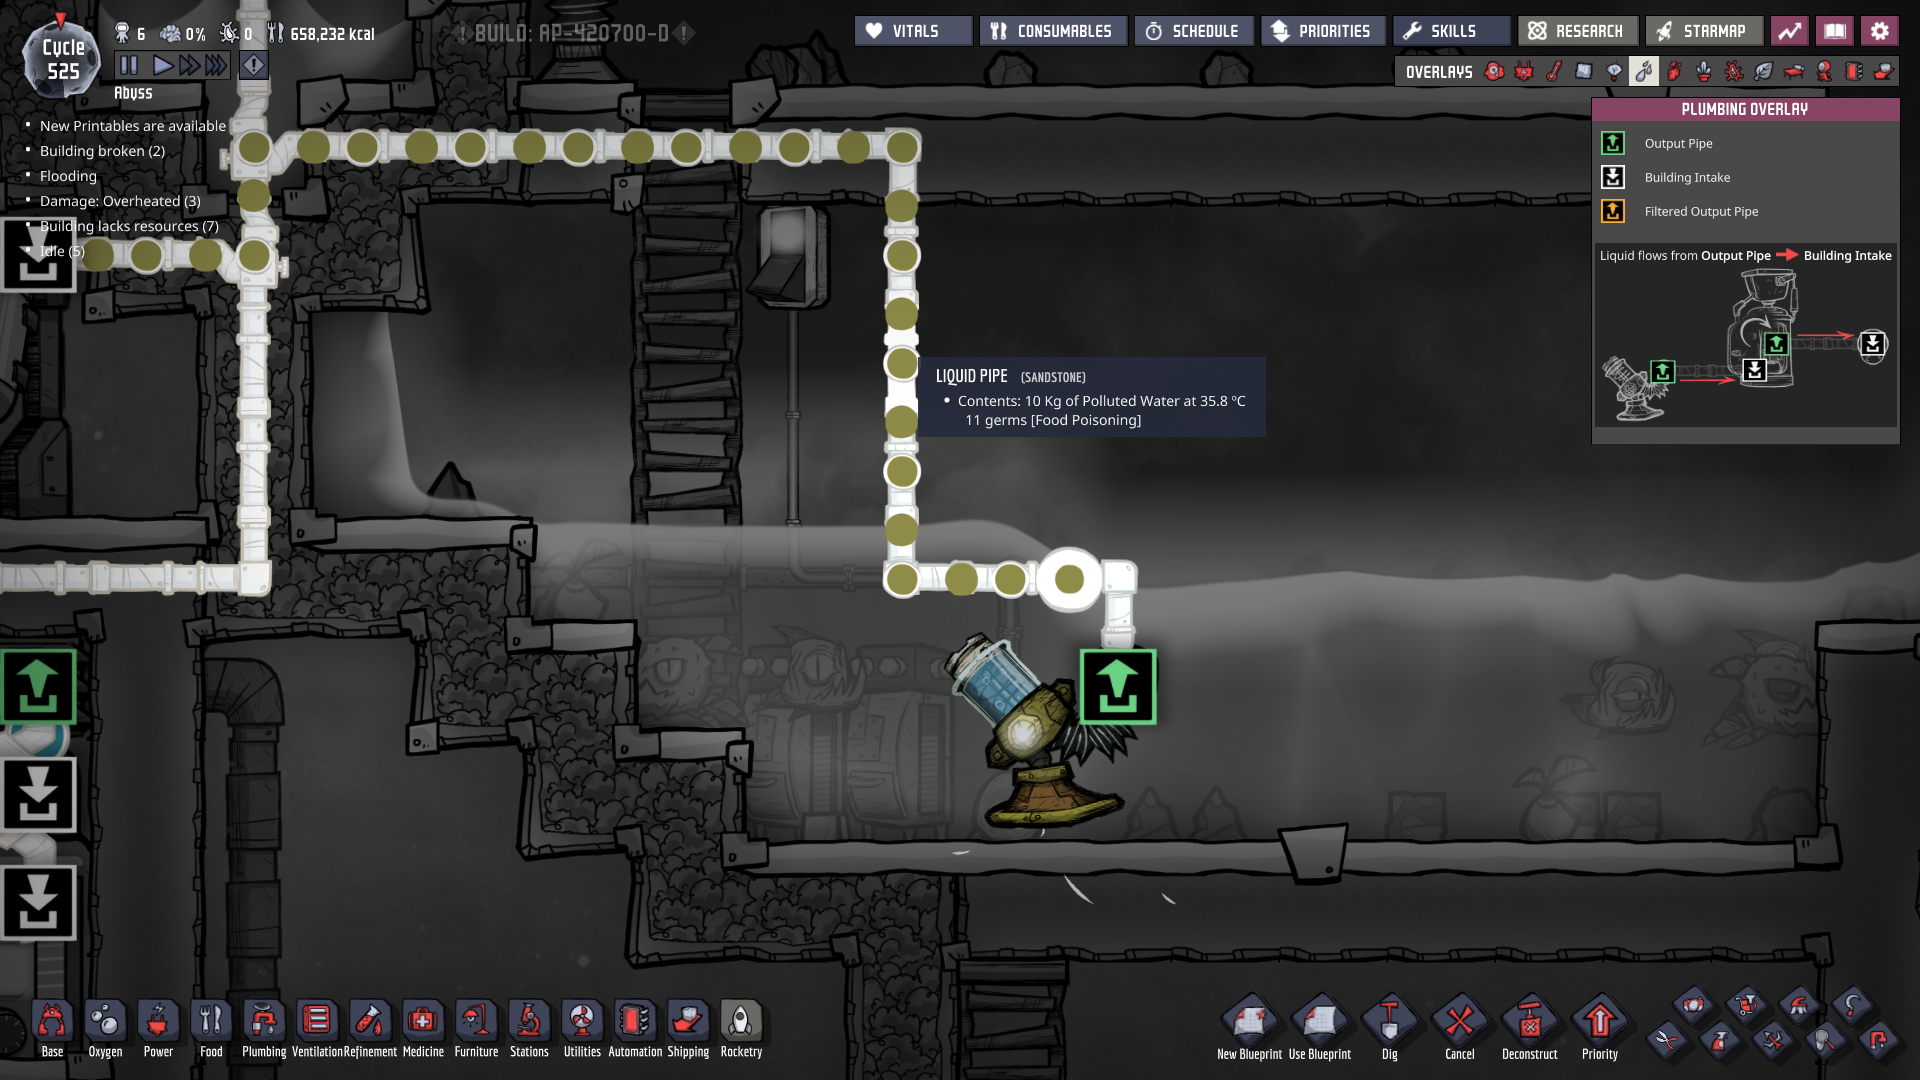 Cycle
525
6
0%
0
658,232 kcal
! BUILD: AP-420700-D !
Abyss
VITALS
CONSUMABLES
SCHEDULE
PRIORITIES
SKILLS
RESEARCH
STARMAP
OVERLAYS
New Printables are available
Building broken (2)
Flooding
Damage: Overheated (3)
Building lacks resources (7)
Idle (5)
PLUMBING OVERLAY
Output Pipe
Building Intake
Filtered Output Pipe
Liquid flows from Output Pipe Building Intake
LIQUID PIPE (SANDSTONE)
Contents: 10 Kg of Polluted Water at 35.8 ºC
11 germs [Food Poisoning]
Base
Oxygen
Power
Food
Plumbing
Ventilation
Refinement
Medicine
Furniture
Stations
Utilities
Automation
Shipping
Rocketry
New Blueprint
Use Blueprint
Dig
Cancel
Deconstruct
Priority